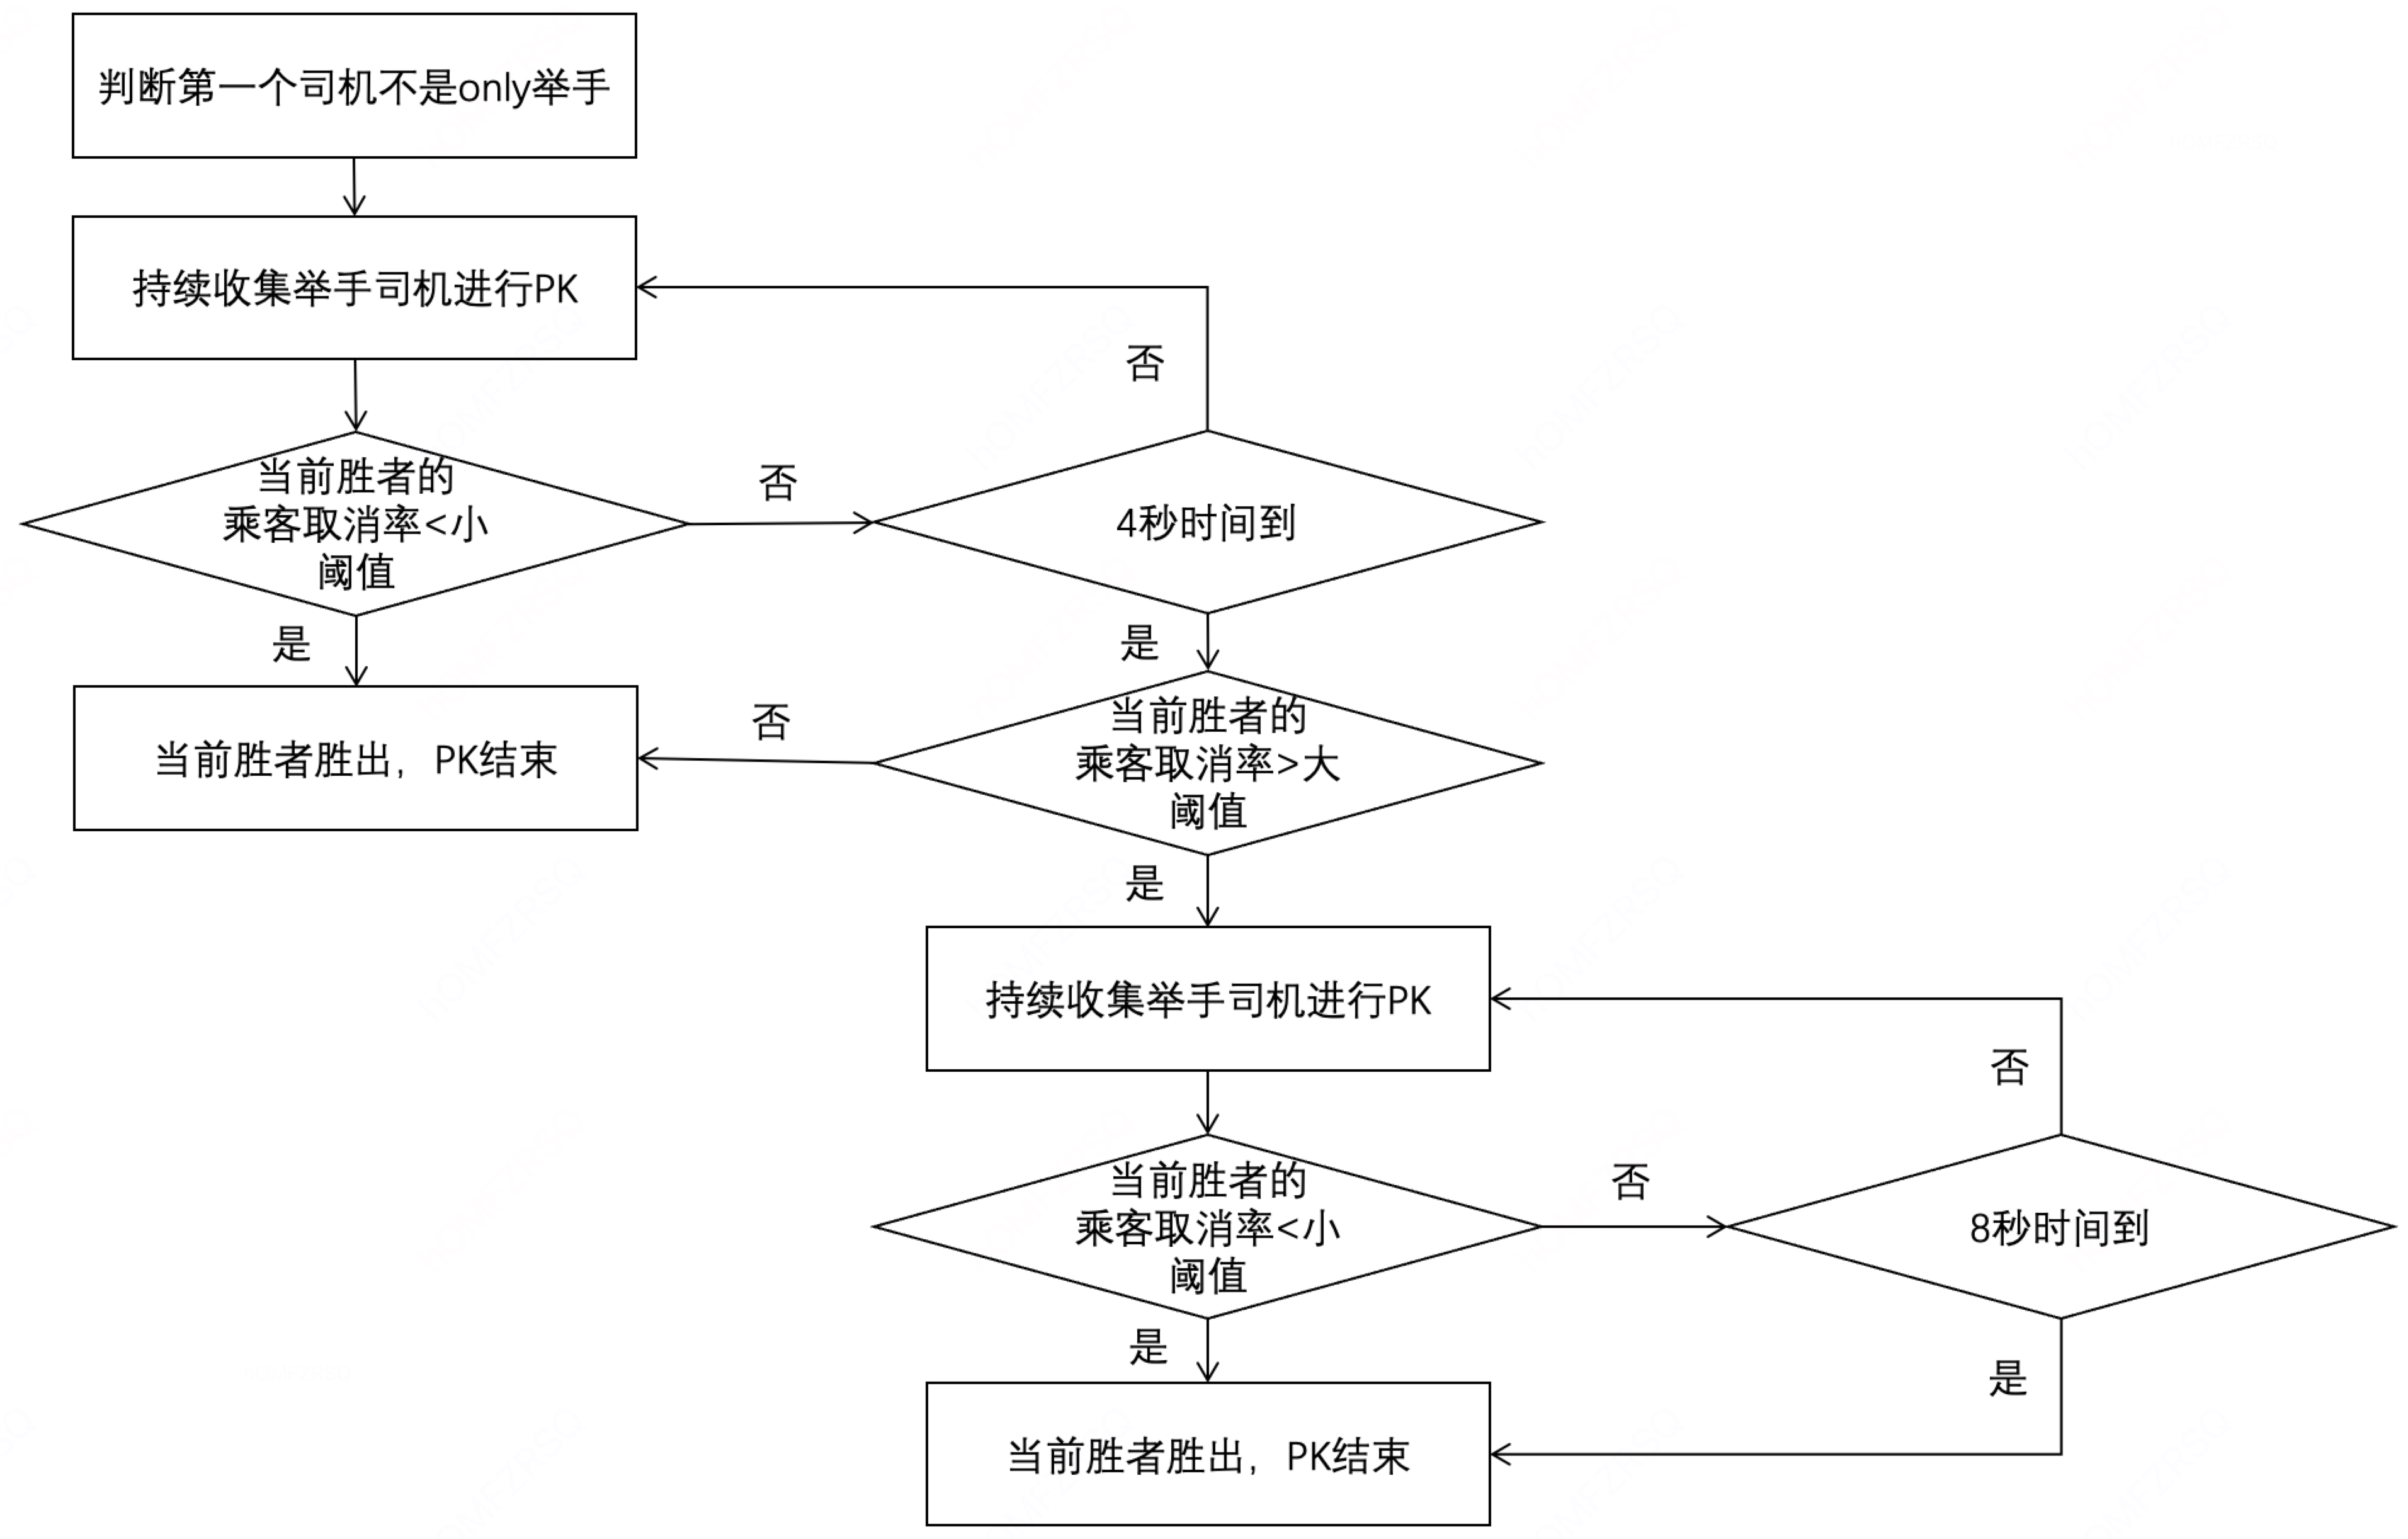 判断第一个司机不是only举手
持续收集举手司机进行PK
否
当前胜者的
乘客取消率<小
阈值
否
4秒时间到
是
是
当前胜者胜出，PK结束
否
当前胜者的
乘客取消率>大
阈值
是
持续收集举手司机进行PK
否
当前胜者的
乘客取消率<小
阈值
否
8秒时间到
是
是
当前胜者胜出，PK结束